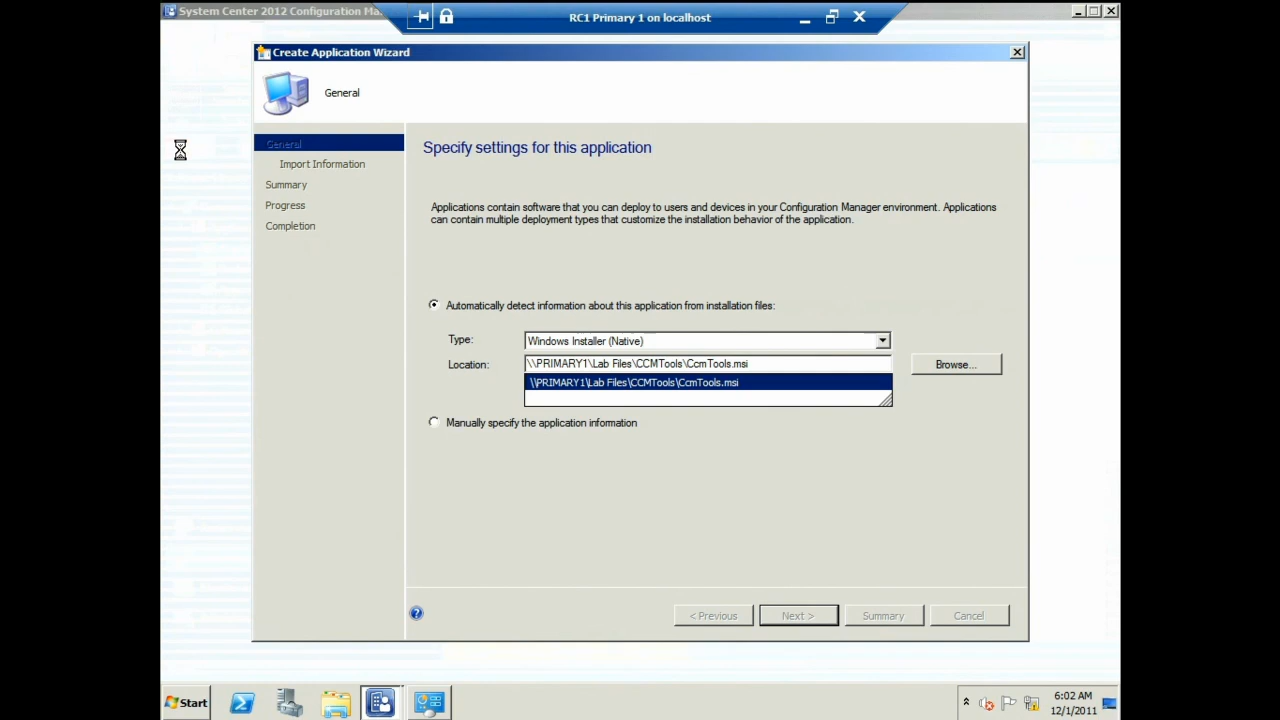 System Center 2012 Configuration Ma
RC1 Primary 1 on localhost
Create Application Wizard
General
General
Import Information
Summary
Progress
Completion
Specify settings for this application
Applications contain software that you can deploy to users and devices in your Configuration Manager environment. Applications
can contain multiple deployment types that customize the installation behavior of the application.
Automatically detect information about this application from installation files:
Type:
Windows Installer (Native)
Location:
\\PRIMARY1\Lab Files\CCMTools\CcmTools.msi
Browse...
\\PRIMARY1\Lab Files\CCMTools\CcmTools.msi
Manually specify the application information
< Previous
Next >
Summary
Cancel
Start
6:02 AM
12/1/2011